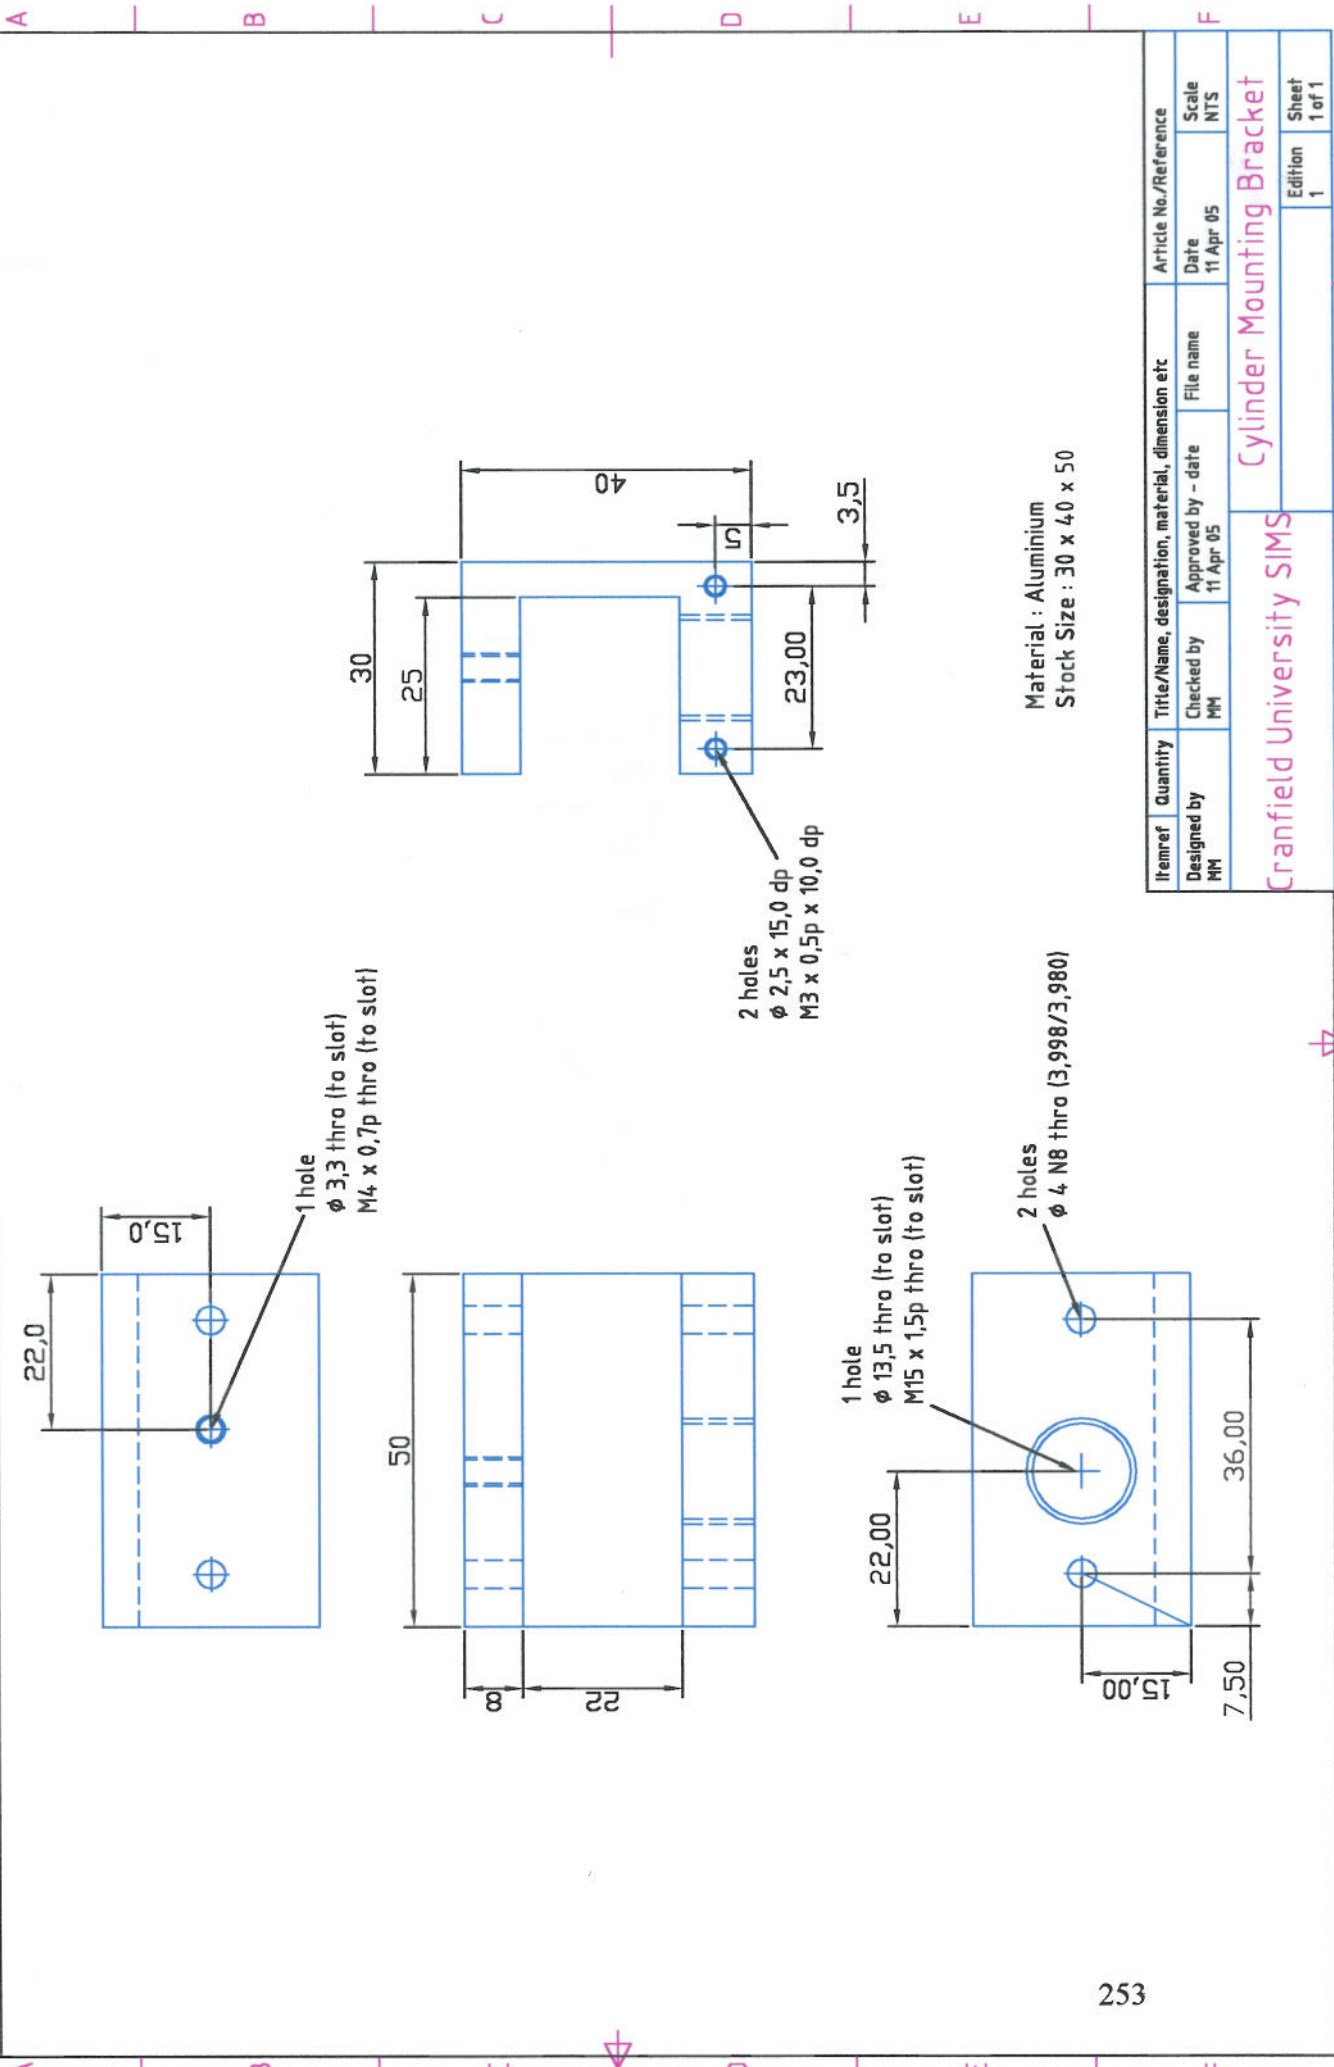 A
B
C
D
E
F
22,0
15,0
1 hole
ϕ 3,3 thro (to slot)
M4 x 0,7p thro (to slot)
50
8
22
30
25
40
5
3,5
23,00
2 holes
ϕ 2,5 x 15,0 dp
M3 x 0,5p x 10,0 dp
1 hole
ϕ 13,5 thro (to slot)
M15 x 1,5p thro (to slot)
2 holes
ϕ 4 N8 thro (3,998/3,980)
22,00
15,00
36,00
7,50
Material : Aluminium
Stock Size : 30 x 40 x 50
Itemref Quantity Title/Name, designation, material, dimension etc Article No./Reference
Designed by Checked by Approved by - date File name Date Scale
MM MM 11 Apr 05 11 Apr 05 NTS
Cranfield University SIMS
Cylinder Mounting Bracket
Edition Sheet
1 1 of 1
253